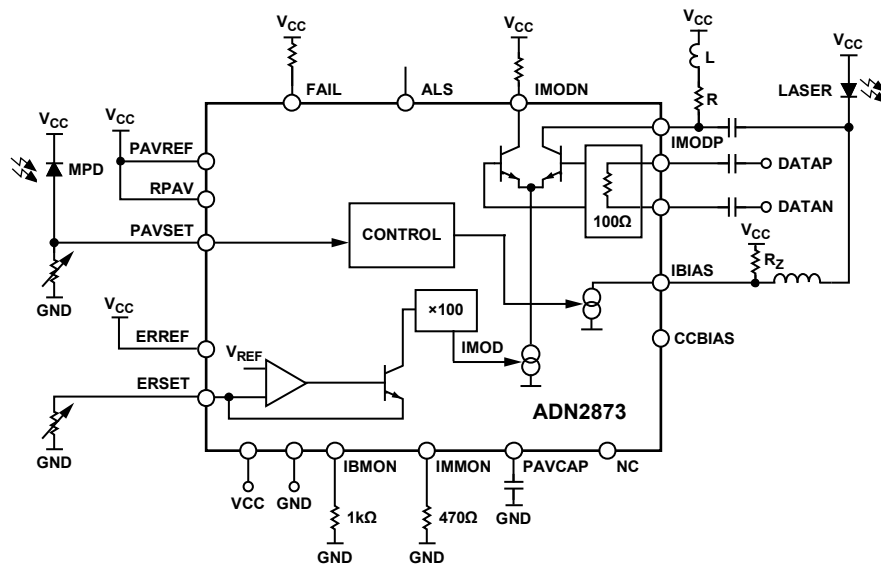 VCC
VCC
VCC
L
VCC
FAIL
ALS
IMODN
R
LASER
VCC
IMODP
PAVREF
MPD
DATAP
RPAV
100Ω
DATAN
PAVSET
CONTROL
VCC
RZ
GND
IBIAS
×100
VCC
ERREF
IMOD
CCBIAS
VREF
ERSET
ADN2873
GND
IBMON
IMMON
PAVCAP
NC
VCC
GND
1kΩ
470Ω
GND
GND
GND